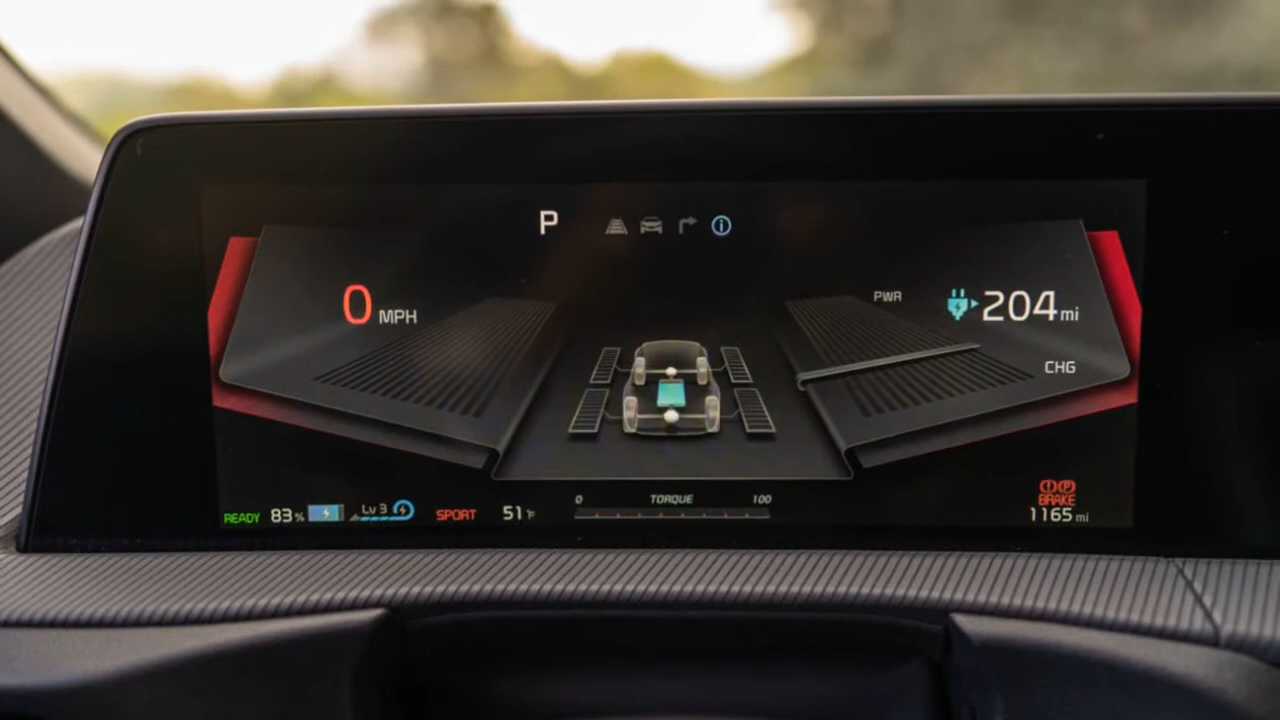 P
0 MPH
PWR
204 mi
CHG
0 TORQUE 100
READY 83% Lv 3 SPORT 51°F
BRAKE
1165 mi